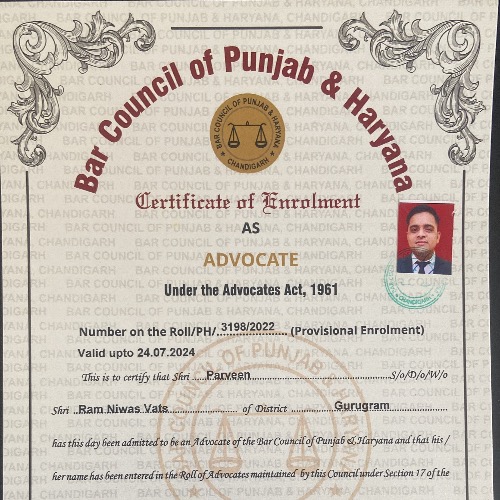 Bar Council of Punjab & Haryana
BAR COUNCIL OF PUNJAB & HARYANA
CHANDIGARH
Certificate of Enrolment
AS
ADVOCATE
Under the Advocates Act, 1961
Number on the Roll/PH/.3198/2022.... (Provisional Enrolment)
Valid upto 24.07.2024
This is to certify that Shri .....Parveen..........S/o/D/o/W/o
Shri ..Ram Niwas Vats.......... of District ..........Gurugram..........
has this day been admitted to be an Advocate of the Bar Council of Punjab & Haryana and that his /
her name has been entered in the Roll of Advocates maintained by this Council under Section 17 of the